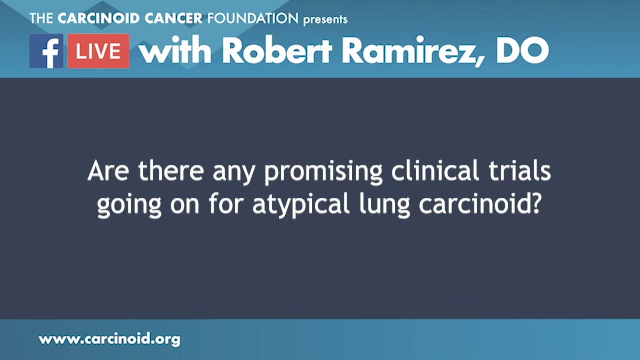 THE CARCINOID CANCER FOUNDATION presents
f LIVE with Robert Ramirez, DO
Are there any promising clinical trials
going on for atypical lung carcinoid?
www.carcinoid.org